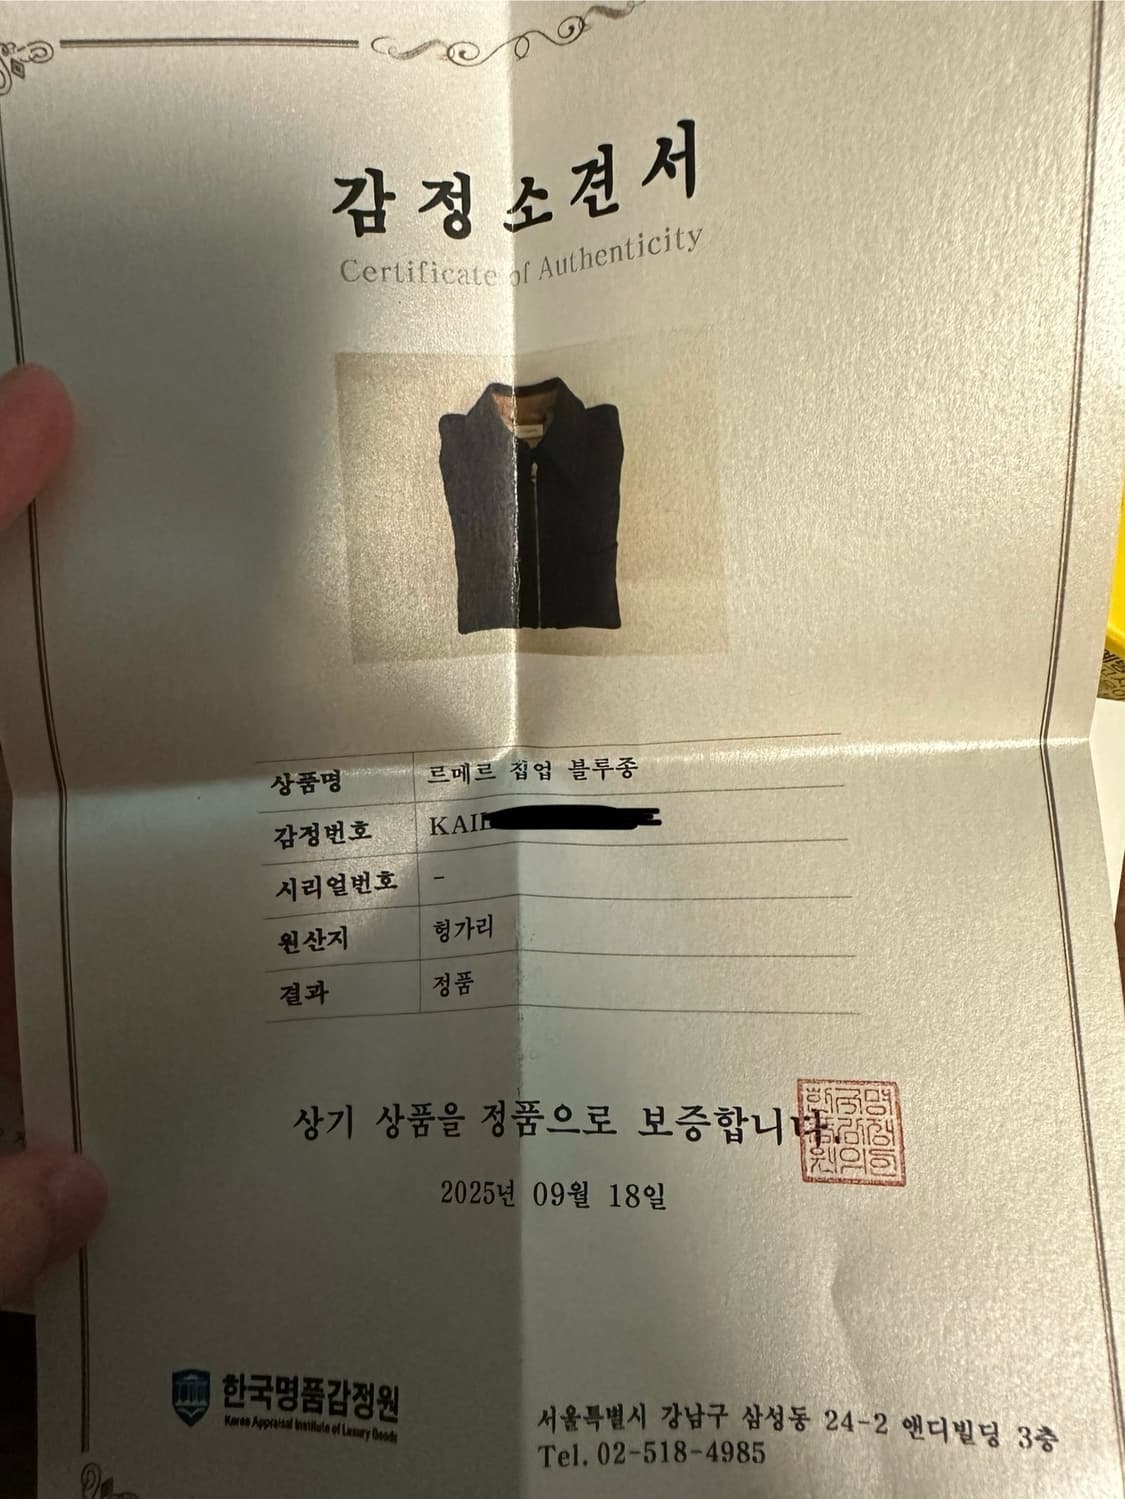 감정소견서
Certificate of Authenticity
상품명 르메르 집업 블루종
감정번호 KAI
시리얼번호 -
원산지 헝가리
결과 정품
상기 상품을 정품으로 보증합니다.
2025년 09월 18일
한국명품감정원
Korea Appraisal Institute of Luxury Goods
서울특별시 강남구 삼성동 24-2 앤디빌딩 3층
Tel. 02-518-4985